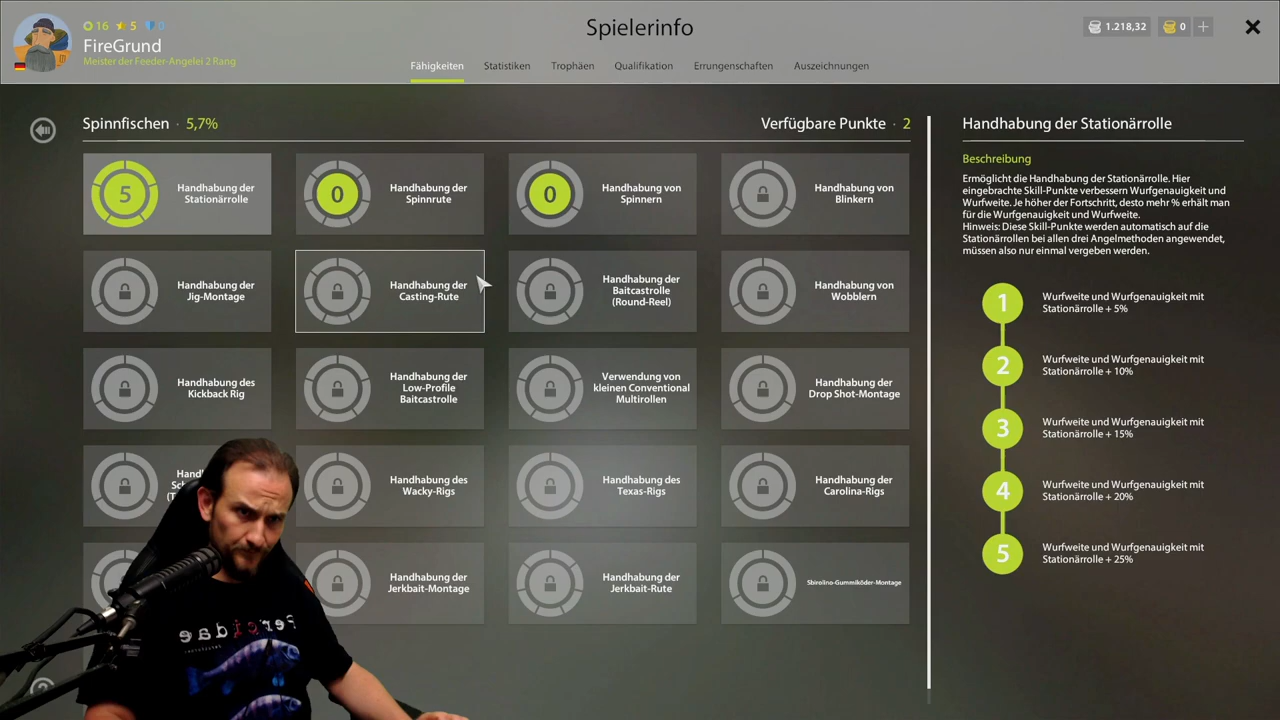 16 5 0
FireGrund
Meister der Feeder-Angelei 2 Rang
Spielerinfo
1.218,32
0
Fähigkeiten
Statistiken
Trophäen
Qualifikation
Errungenschaften
Auszeichnungen
Spinnfischen · 5,7%
Verfügbare Punkte · 2
5
Handhabung der
Stationärrolle
0
Handhabung der
Spinnrute
0
Handhabung von
Spinnern
Handhabung von
Blinkern
Handhabung der
Jig-Montage
Handhabung der
Casting-Rute
Handhabung der
Baitcastrolle
(Round-Reel)
Handhabung von
Wobblern
Handhabung des
Kickback Rig
Handhabung der
Low-Profile
Baitcastrolle
Verwendung von
kleinen Conventional
Multirollen
Handhabung der
Drop Shot-Montage
Handhabung des
Wacky-Rigs
Handhabung des
Texas-Rigs
Handhabung der
Carolina-Rigs
Handhabung der
Jerkbait-Montage
Handhabung der
Jerkbait-Rute
Sbirolino-Gummiköder-Montage
Handhabung der Stationärrolle
Beschreibung
Ermöglicht die Handhabung der Stationärrolle. Hier
eingebrachte Skill-Punkte verbessern Wurfgenauigkeit und
Wurfweite. Je höher der Fortschritt, desto mehr % erhält man
für die Wurfgenauigkeit und Wurfweite.
Hinweis: Diese Skill-Punkte werden automatisch auf die
Stationärrollen bei allen drei Angelmethoden angewendet,
müssen also nur einmal vergeben werden.
1
Wurfweite und Wurfgenauigkeit mit
Stationärrolle + 5%
2
Wurfweite und Wurfgenauigkeit mit
Stationärrolle + 10%
3
Wurfweite und Wurfgenauigkeit mit
Stationärrolle + 15%
4
Wurfweite und Wurfgenauigkeit mit
Stationärrolle + 20%
5
Wurfweite und Wurfgenauigkeit mit
Stationärrolle + 25%
Percidae